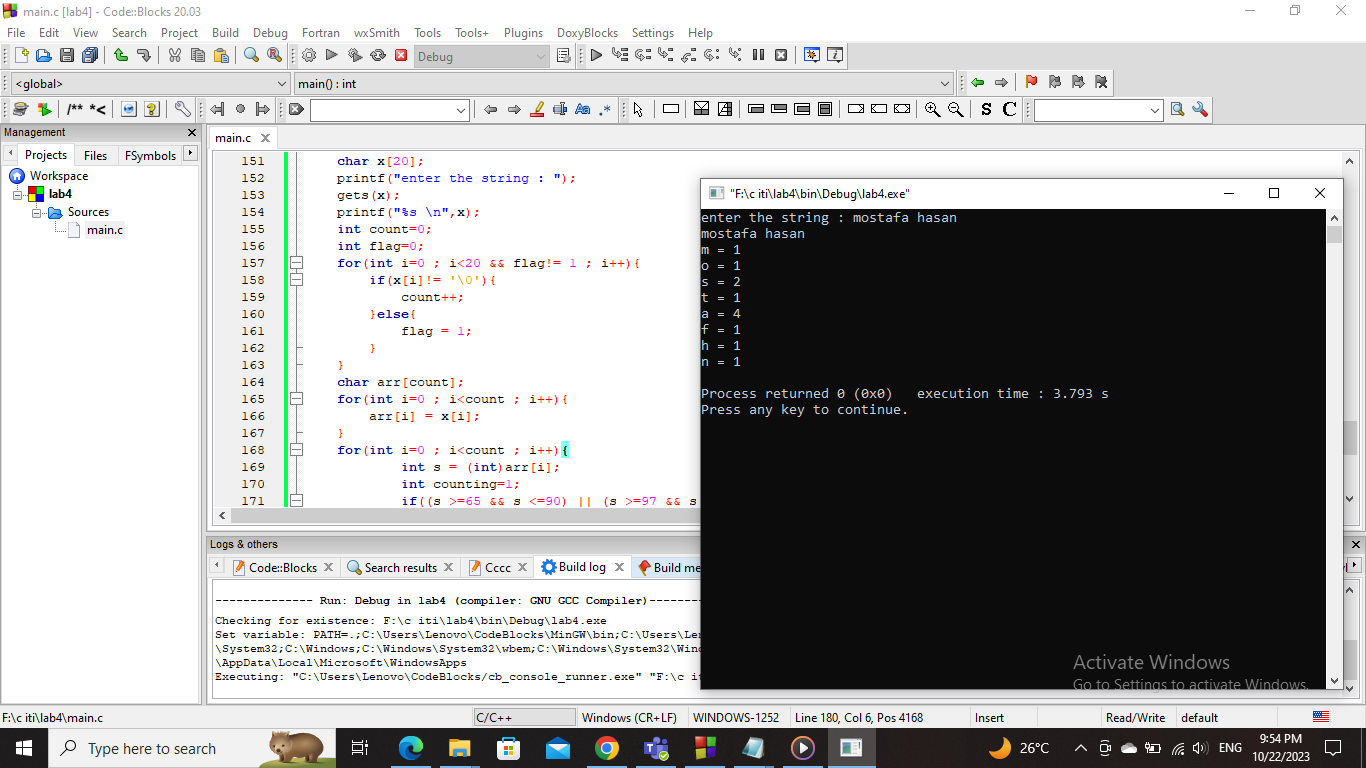 main.c [lab4] - Code::Blocks 20.03
File Edit View Search Project Build Debug Fortran wxSmith Tools Tools+ Plugins DoxyBlocks Settings Help
Debug
<global> main() : int
/** *< Aa .* S C
Management
Projects Files FSymbols
Workspace
lab4
Sources
main.c
main.c
151 char x[20];
152 printf("enter the string : ");
153 gets(x);
154 printf("%s \n",x);
155 int count=0;
156 int flag=0;
157 for(int i=0 ; i<20 && flag!= 1 ; i++){
158 if(x[i]!= '\0'){
159 count++;
160 }else{
161 flag = 1;
162 }
163 }
164 char arr[count];
165 for(int i=0 ; i<count ; i++){
166 arr[i] = x[i];
167 }
168 for(int i=0 ; i<count ; i++){
169 int s = (int)arr[i];
170 int counting=1;
171 if((s >=65 && s <=90) || (s >=97 && s
"F:\c iti\lab4\bin\Debug\lab4.exe"
enter the string : mostafa hasan
mostafa hasan
m = 1
o = 1
s = 2
t = 1
a = 4
f = 1
h = 1
n = 1
Process returned 0 (0x0) execution time : 3.793 s
Press any key to continue.
Activate Windows
Go to Settings to activate Windows.
Logs & others
Code::Blocks Search results Cccc Build log Build me
-------------- Run: Debug in lab4 (compiler: GNU GCC Compiler)-------
Checking for existence: F:\c iti\lab4\bin\Debug\lab4.exe
Set variable: PATH=.;C:\Users\Lenovo\CodeBlocks\MinGW\bin;C:\Users\Len
\System32;C:\Windows;C:\Windows\System32\wbem;C:\Windows\System32\Wind
\AppData\Local\Microsoft\WindowsApps
Executing: "C:\Users\Lenovo\CodeBlocks/cb_console_runner.exe" "F:\c it
F:\c iti\lab4\main.c C/C++ Windows (CR+LF) WINDOWS-1252 Line 180, Col 6, Pos 4168 Insert Read/Write default
Type here to search 26°C ENG 9:54 PM
10/22/2023